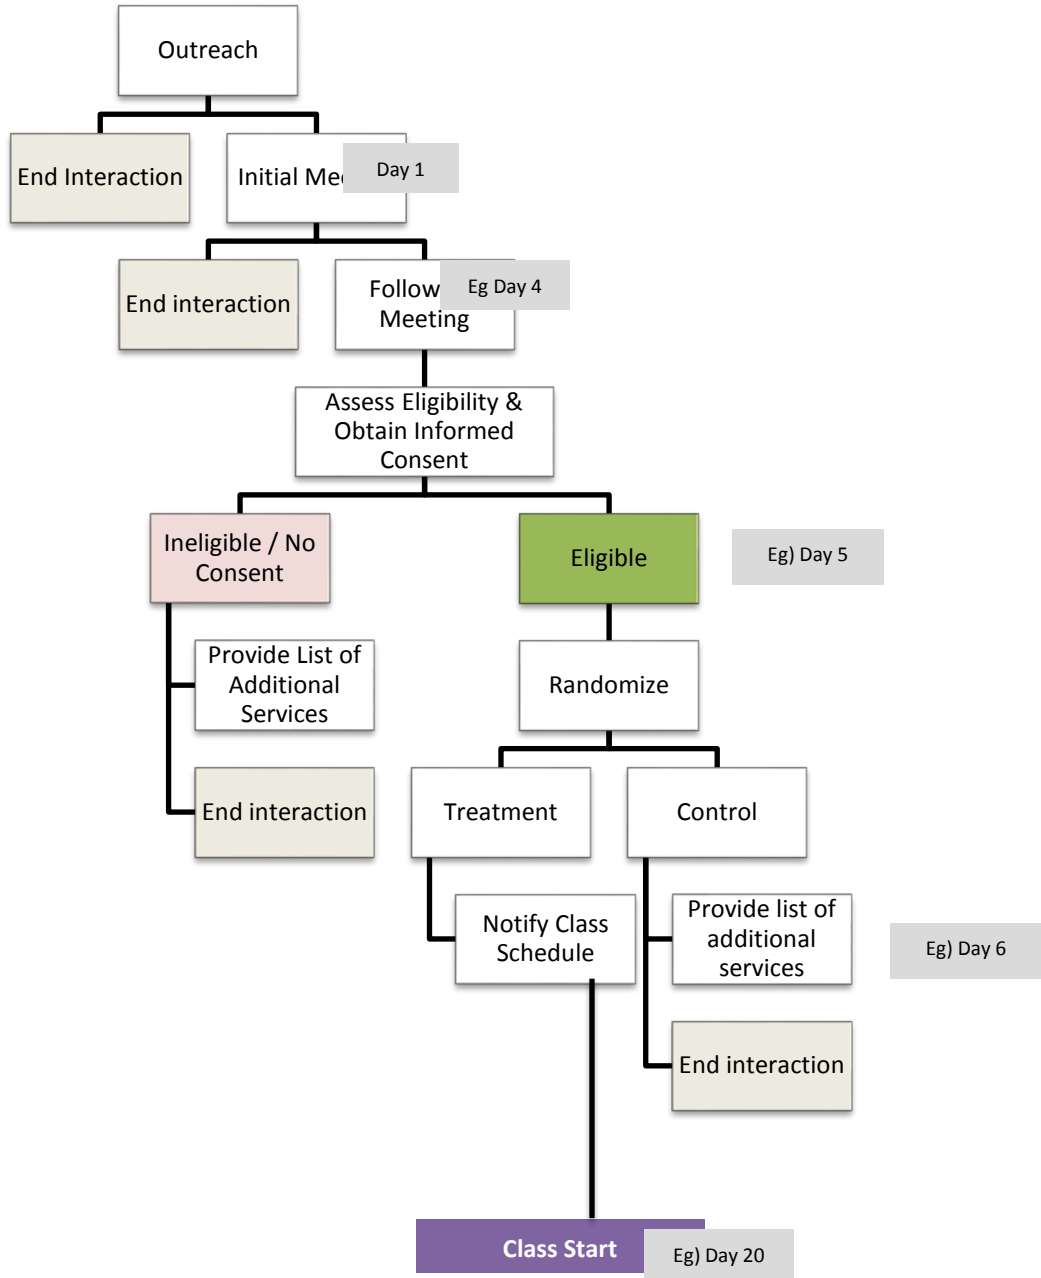 Outreach
End Interaction
Initial Me
Day 1
End interaction
Follow
Meeting
Eg Day 4
Assess Eligibility &
Obtain Informed
Consent
Ineligible / No
Consent
Eligible
Eg) Day 5
Provide List of
Additional
Services
Randomize
End interaction
Treatment
Control
Notify Class
Schedule
Provide list of
additional
services
Eg) Day 6
End interaction
Class Start
Eg) Day 20